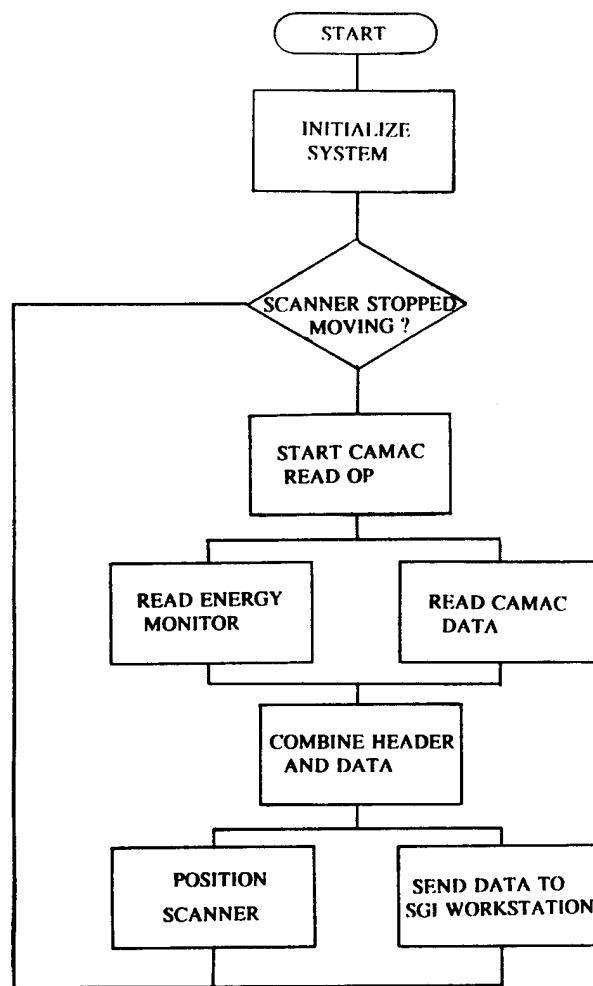 START
INITIALIZE
SYSTEM
SCANNER STOPPED
MOVING ?
START CAMAC
READ OP
READ ENERGY
MONITOR
READ CAMAC
DATA
COMBINE HEADER
AND DATA
POSITION
SCANNER
SEND DATA TO
SGI WORKSTATION